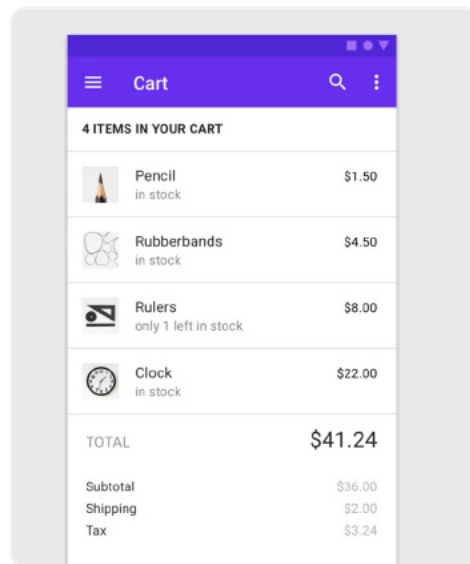 Cart
4 ITEMS IN YOUR CART
Pencil $1.50
in stock
Rubberbands $4.50
in stock
Rulers $8.00
only 1 left in stock
Clock $22.00
in stock
TOTAL $41.24
Subtotal $36.00
Shipping $2.00
Tax $3.24